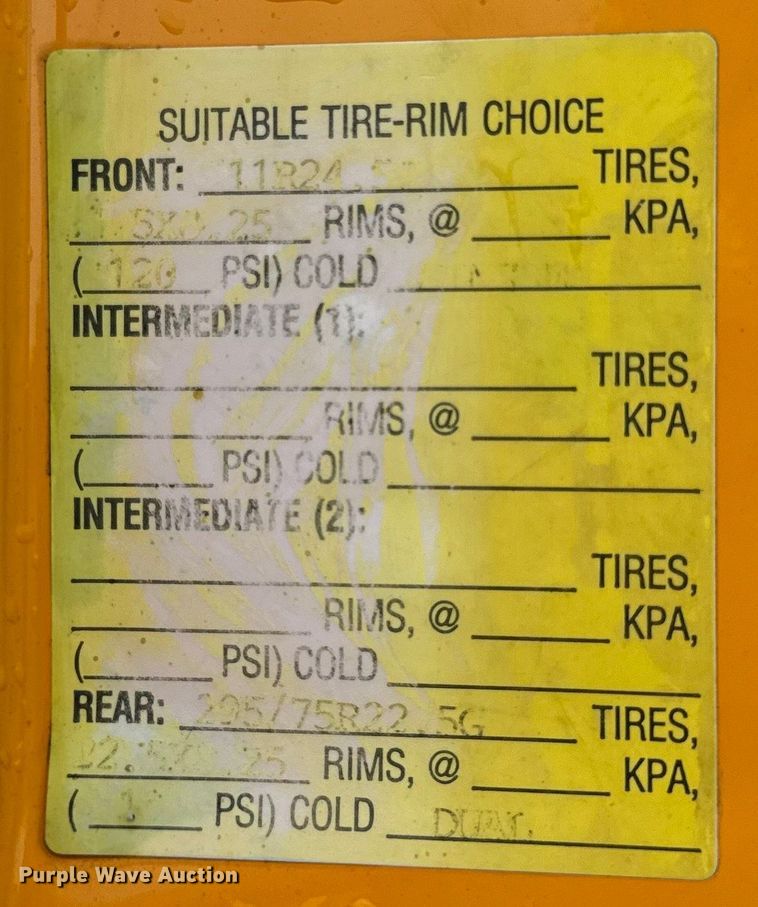 SUITABLE TIRE-RIM CHOICE
FRONT: 11R24.5 TIRES,
RIMS, @ KPA,
(120 PSI) COLD
INTERMEDIATE (1):
TIRES,
RIMS, @ KPA,
( PSI) COLD
INTERMEDIATE (2):
TIRES,
RIMS, @ KPA,
( PSI) COLD
REAR: 295/75R22.5G TIRES,
RIMS, @ KPA,
( PSI) COLD DUAL
Purple Wave Auction